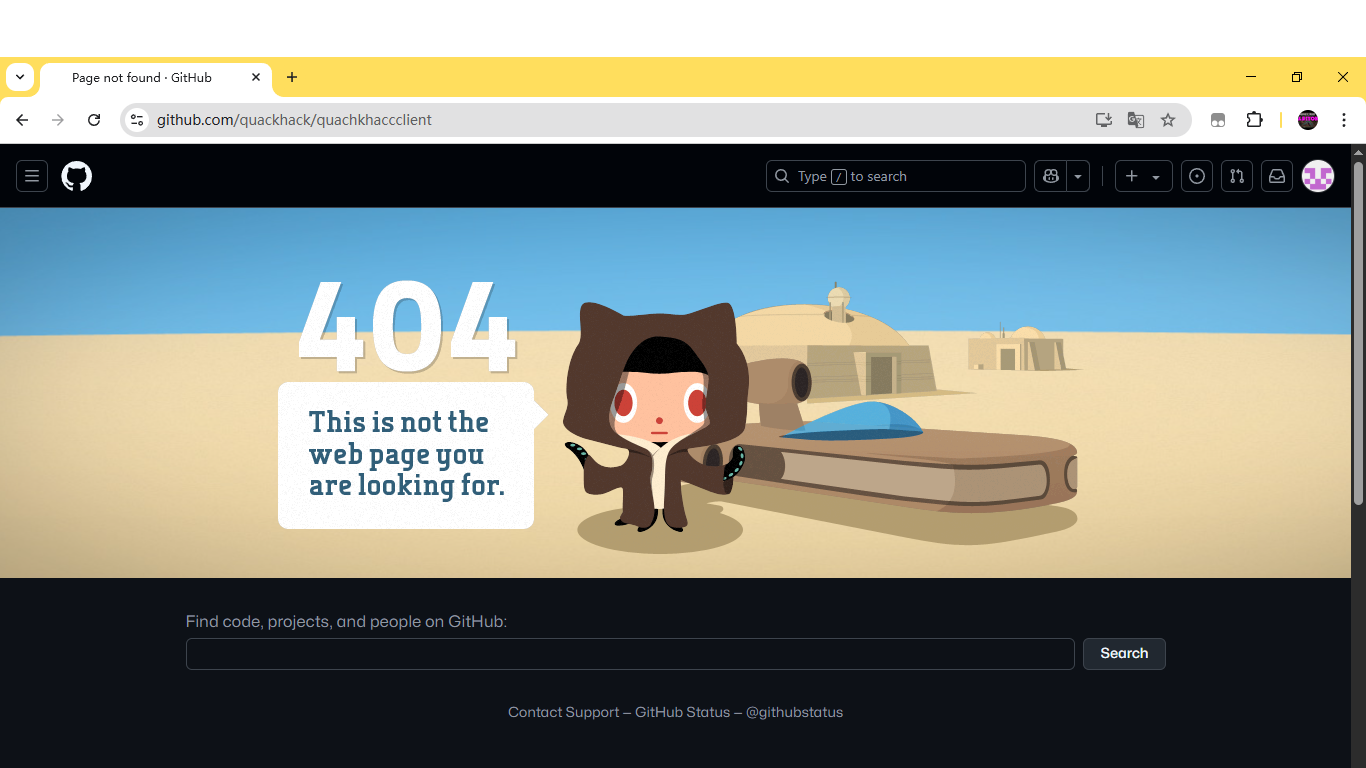 Page not found · GitHub
github.com/quackhack/quachkhaccclient
Type / to search
404
This is not the
web page you
are looking for.
Find code, projects, and people on GitHub:
Search
Contact Support — GitHub Status — @githubstatus